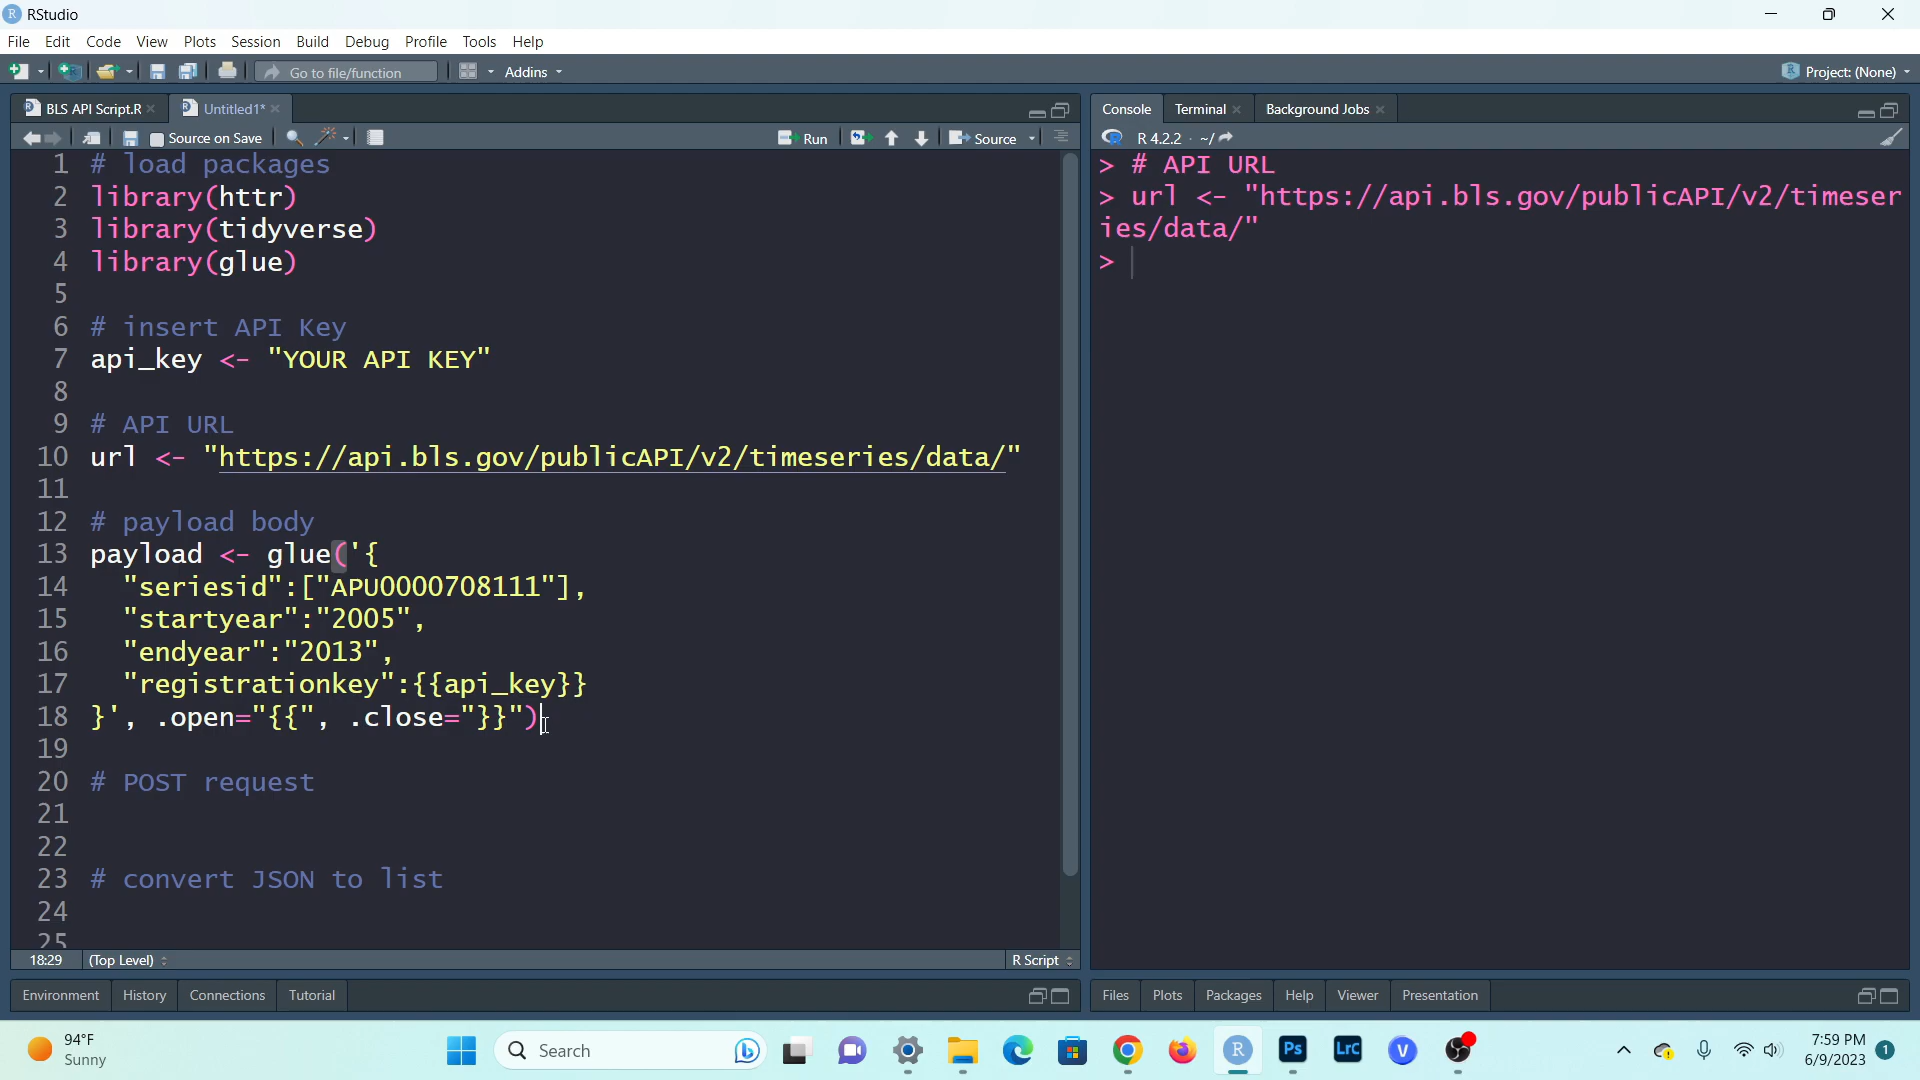 RStudio
File Edit Code View Plots Session Build Debug Profile Tools Help
Go to file/function Addins Project: (None)
BLS API Script.R Untitled1*
Source on Save Run Source
1 # load packages
2 library(httr)
3 library(tidyverse)
4 library(glue)
5
6 # insert API Key
7 api_key <- "YOUR API KEY"
8
9 # API URL
10 url <- "https://api.bls.gov/publicAPI/v2/timeseries/data/"
11
12 # payload body
13 payload <- glue('{
14 "seriesid":["APU0000708111"],
15 "startyear":"2005",
16 "endyear":"2013",
17 "registrationkey":{{api_key}}
18 }', .open="{{", .close="}}")
19
20 # POST request
21
22
23 # convert JSON to list
24
25
18:29 (Top Level) R Script
Environment History Connections Tutorial
Console Terminal Background Jobs
R 4.2.2 · ~/
> # API URL
> url <- "https://api.bls.gov/publicAPI/v2/timeser
ies/data/"
>
Files Plots Packages Help Viewer Presentation
94°F
Sunny
Search
Ps
LrC
V
7:59 PM
6/9/2023
1